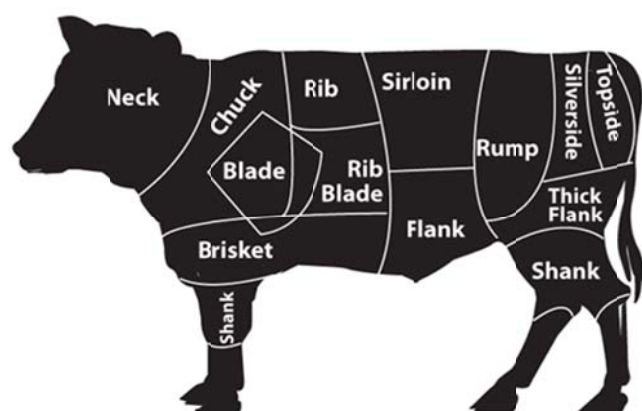 Neck
Chuck
Rib
Sirloin
Rump
Silverside
Topside
Blade
Rib
Blade
Thick
Flank
Flank
Brisket
Shank
Shank